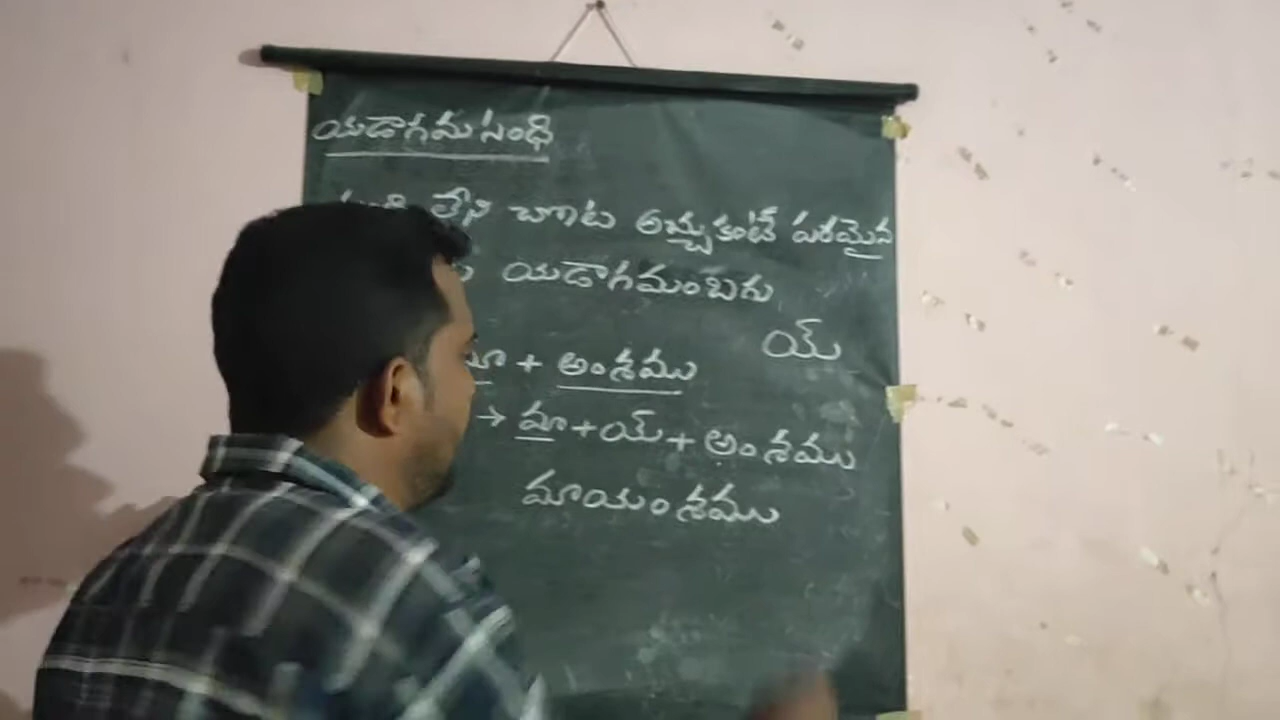 యడాగమ సంధి
లేని చోట అచ్చుకంటే పరమైన
యడాగమంబగు
య్
+ అంశము
→ మా + య్ + అంశము
మాయంశము